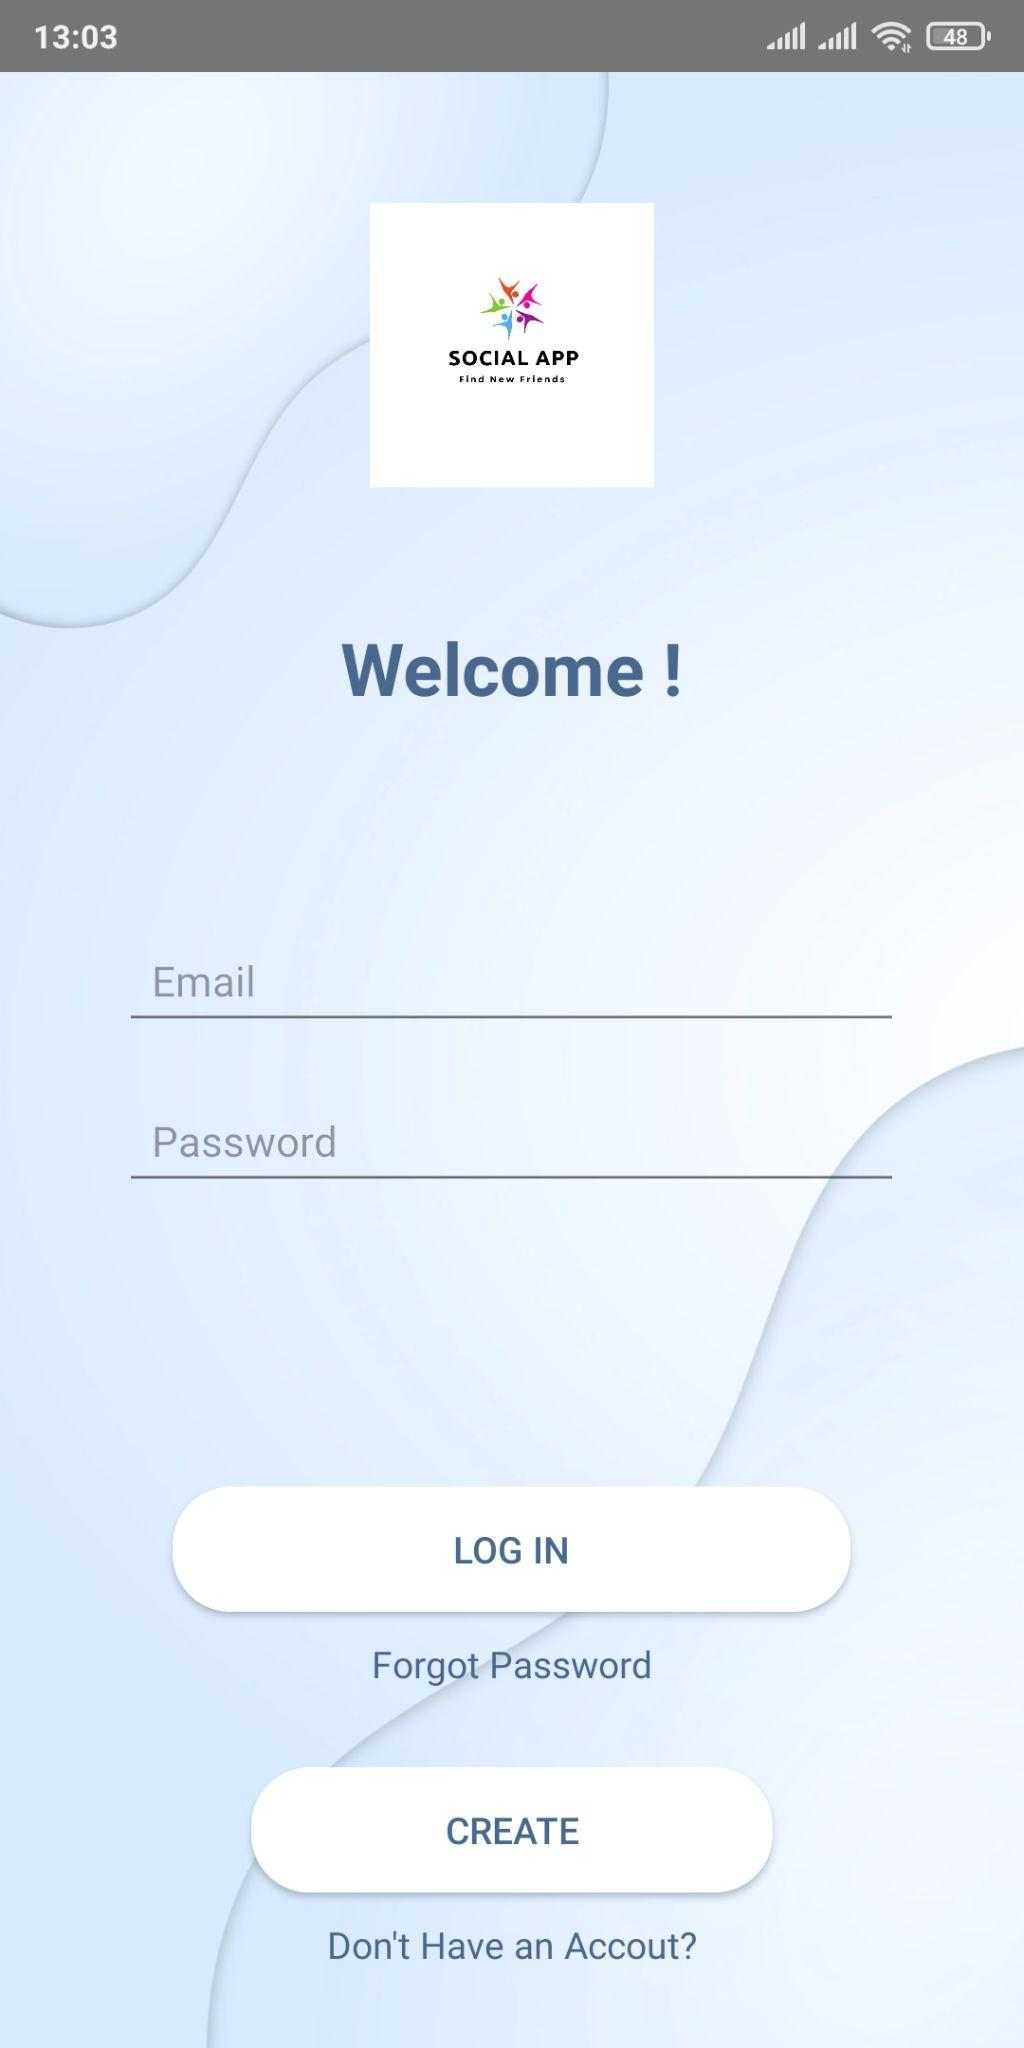 13:03
48
SOCIAL APP
Find New Friends
Welcome !
Email
Password
LOG IN
Forgot Password
CREATE
Don't Have an Accout?